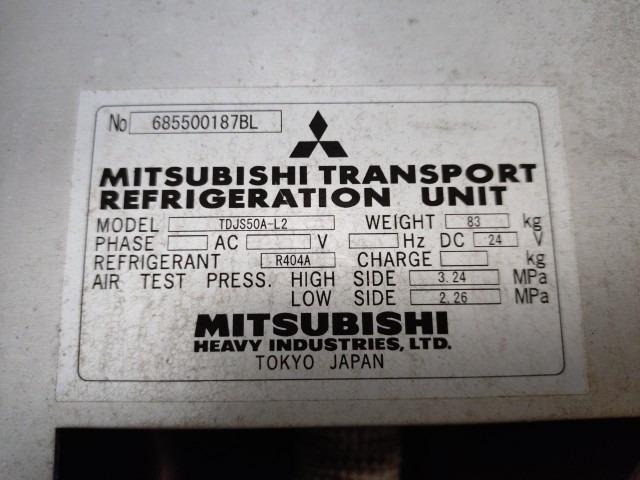 No 685500187BL
MITSUBISHI TRANSPORT
REFRIGERATION UNIT
MODEL TDJS50A-L2 WEIGHT 83 kg
PHASE AC V Hz DC 24 V
REFRIGERANT R404A CHARGE kg
AIR TEST PRESS. HIGH SIDE 3.24 MPa
LOW SIDE 2.26 MPa
MITSUBISHI
HEAVY INDUSTRIES, LTD.
TOKYO JAPAN